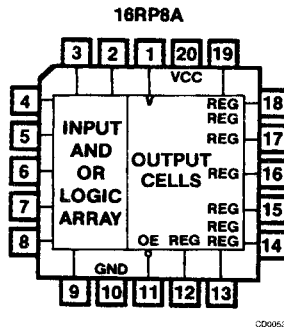 16RP8A
3 2 1 20 19
VCC
4 REG 18
REG
5 INPUT REG 17
AND
6 OR OUTPUT REG 16
LOGIC CELLS
7 ARRAY REG 15
REG
8 OE REG REG 14
GND
9 10 11 12 13